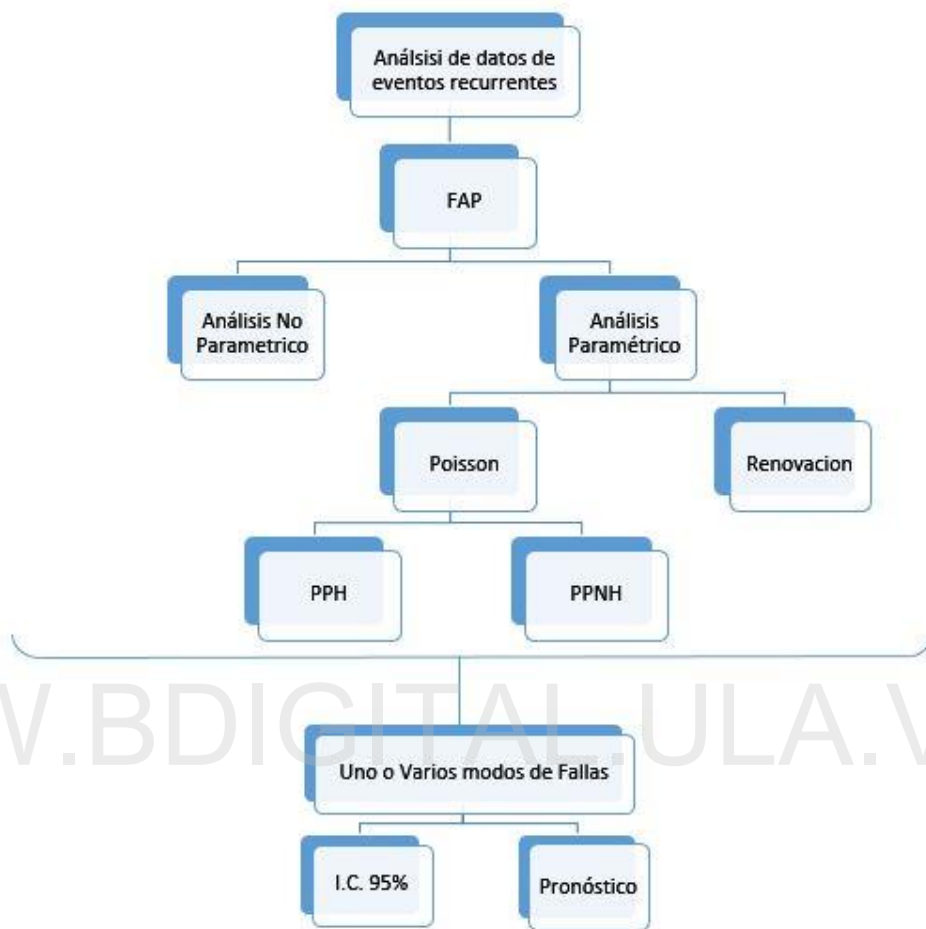 Análsisi de datos de
eventos recurrentes
FAP
Análisis No
Parametrico
Análisis
Paramétrico
Poisson
Renovacion
PPH
PPNH
W.BDIGITAL.ULA.V
Uno o Varios modos de Fallas
I.C. 95%
Pronóstico